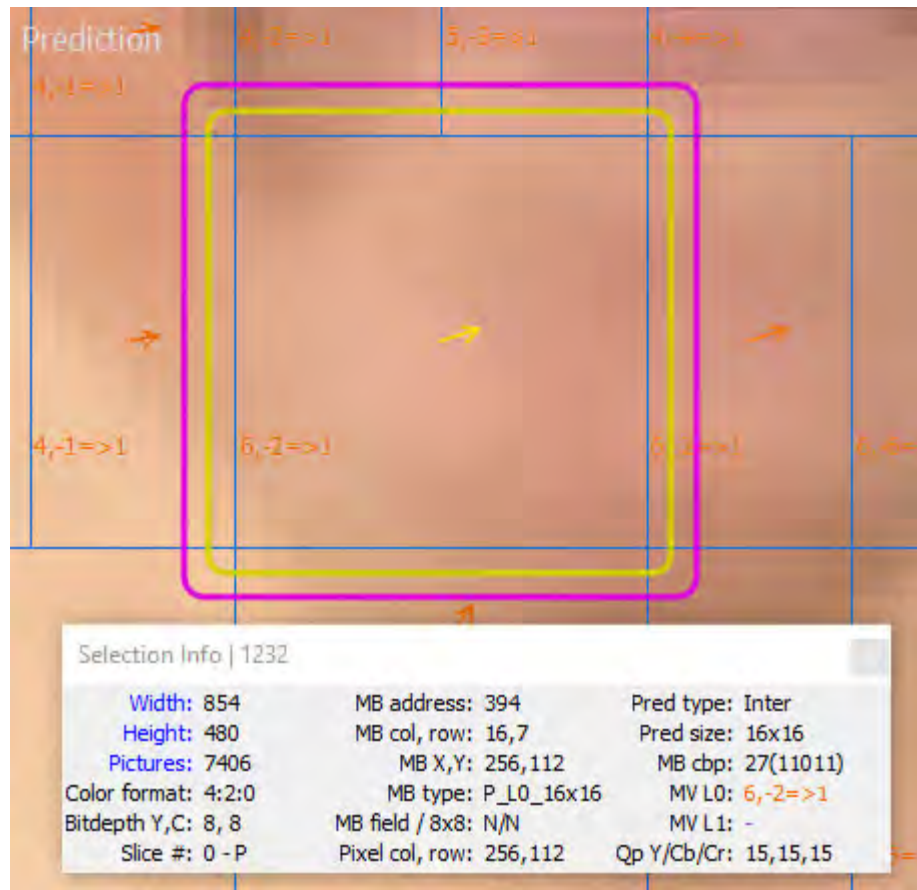 Prediction
5,-3=>1
4,-1=>1
4,-1=>1
6,-2=>1
Selection Info | 1232
Width: 854 MB address: 394 Pred type: Inter
Height: 480 MB col, row: 16,7 Pred size: 16x16
Pictures: 7406 MB X,Y: 256,112 MB cbp: 27(11011)
Color format: 4:2:0 MB type: P_L0_16x16 MV L0: 6,-2=>1
Bitdepth Y,C: 8, 8 MB field / 8x8: N/N MV L1: -
Slice #: 0 - P Pixel col, row: 256,112 Qp Y/Cb/Cr: 15,15,15